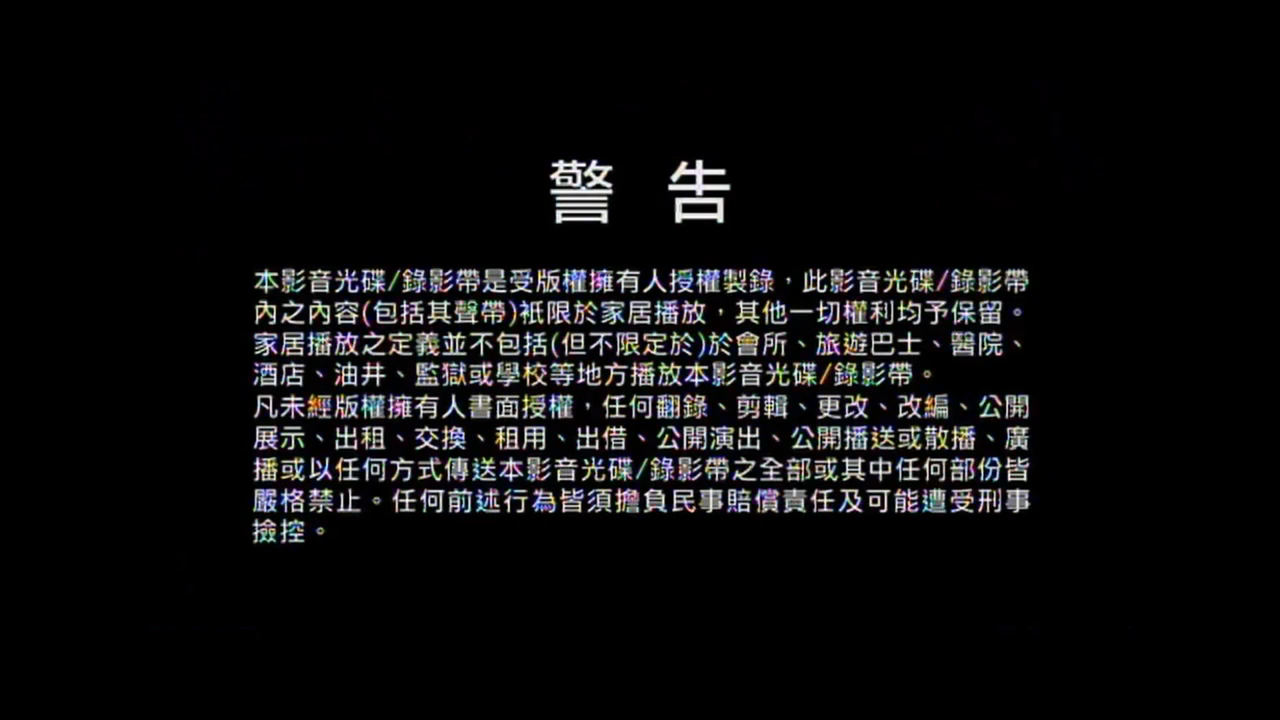 警 告
本影音光碟/錄影帶是受版權擁有人授權製錄，此影音光碟/錄影帶
內之內容(包括其聲帶)衹限於家居播放，其他一切權利均予保留。
家居播放之定義並不包括(但不限定於)於會所、旅遊巴士、醫院、
酒店、油井、監獄或學校等地方播放本影音光碟/錄影帶。
凡未經版權擁有人書面授權，任何翻錄、剪輯、更改、改編、公開
展示、出租、交換、租用、出借、公開演出、公開播送或散播、廣
播或以任何方式傳送本影音光碟/錄影帶之全部或其中任何部份皆
嚴格禁止。任何前述行為皆須擔負民事賠償責任及可能遭受刑事
撿控。